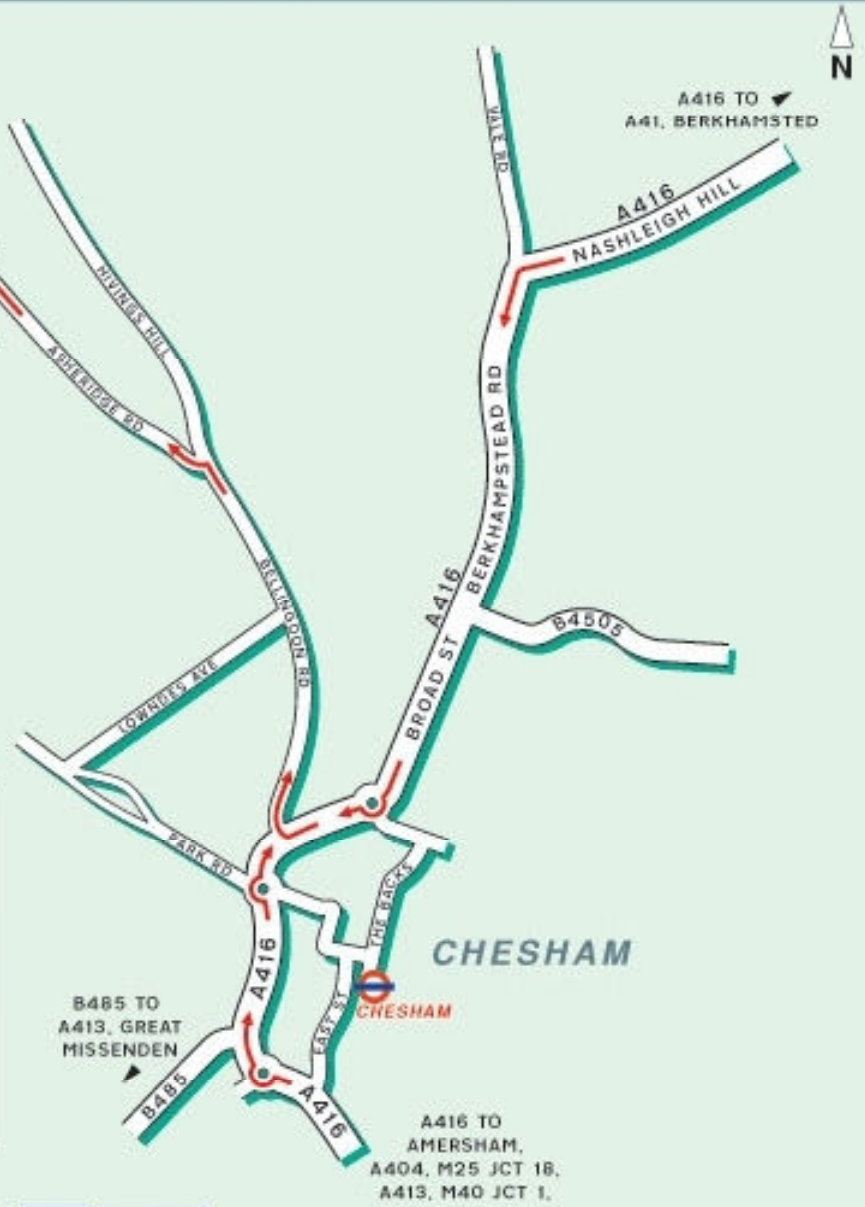 N
A416 TO
A41, BERKHAMSTED
VALE RD
A416
NASHLEIGH HILL
HIVINGS HILL
ASHERIDGE RD
BERKHAMPSTEAD RD
A416
BELLINGDON RD
B4505
BROAD ST
LOWNDES AVE
PARK RD
THE BACKS
CHESHAM
A416
CHESHAM
B485 TO
A413, GREAT
MISSENDEN
EAST ST
B485
A416
A416 TO
AMERSHAM,
A404, M25 JCT 18,
A413, M40 JCT 1,